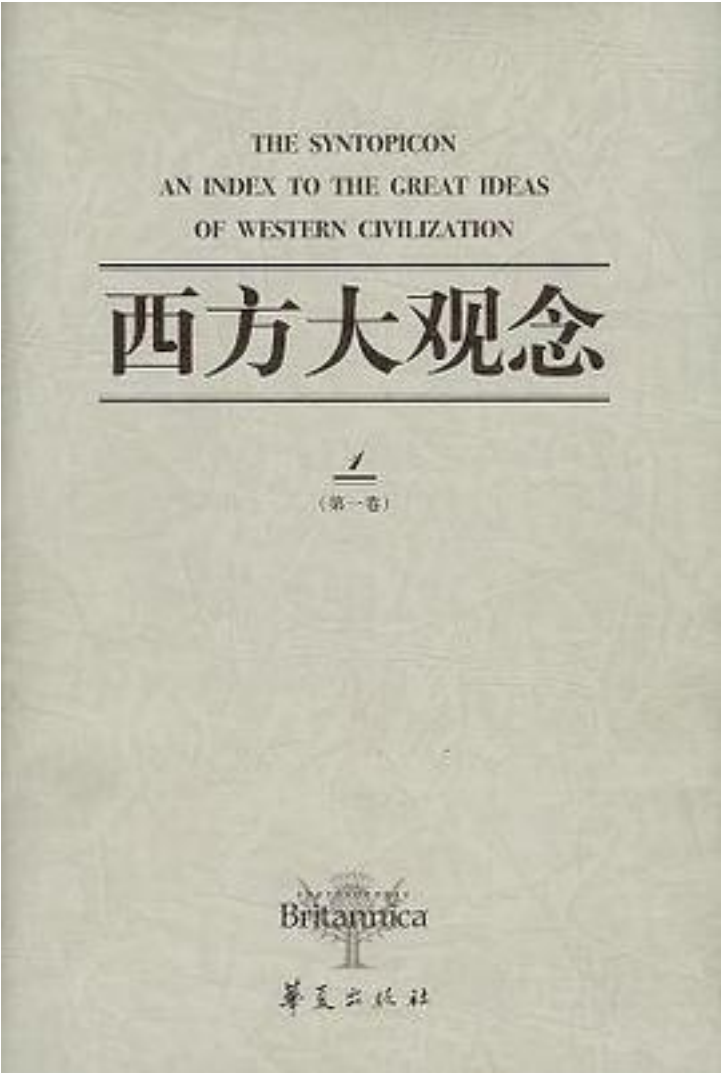 THE SYNTOPICON
AN INDEX TO THE GREAT IDEAS
OF WESTERN CIVILIZATION
西方大观念
1
（第一卷）
Britannica
华夏出版社